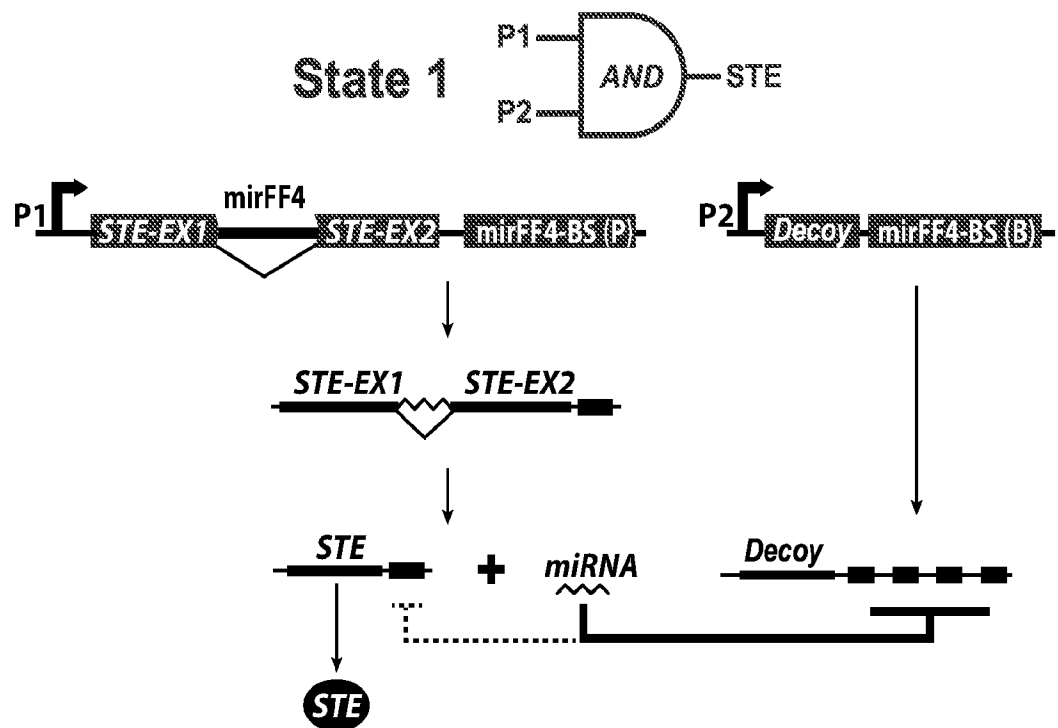 State 1
P1
P2
AND
STE
P1
STE-EX1
mirFF4
STE-EX2
mirFF4-BS (P)
P2
Decoy
mirFF4-BS (B)
STE-EX1
STE-EX2
STE
+
miRNA
Decoy
STE